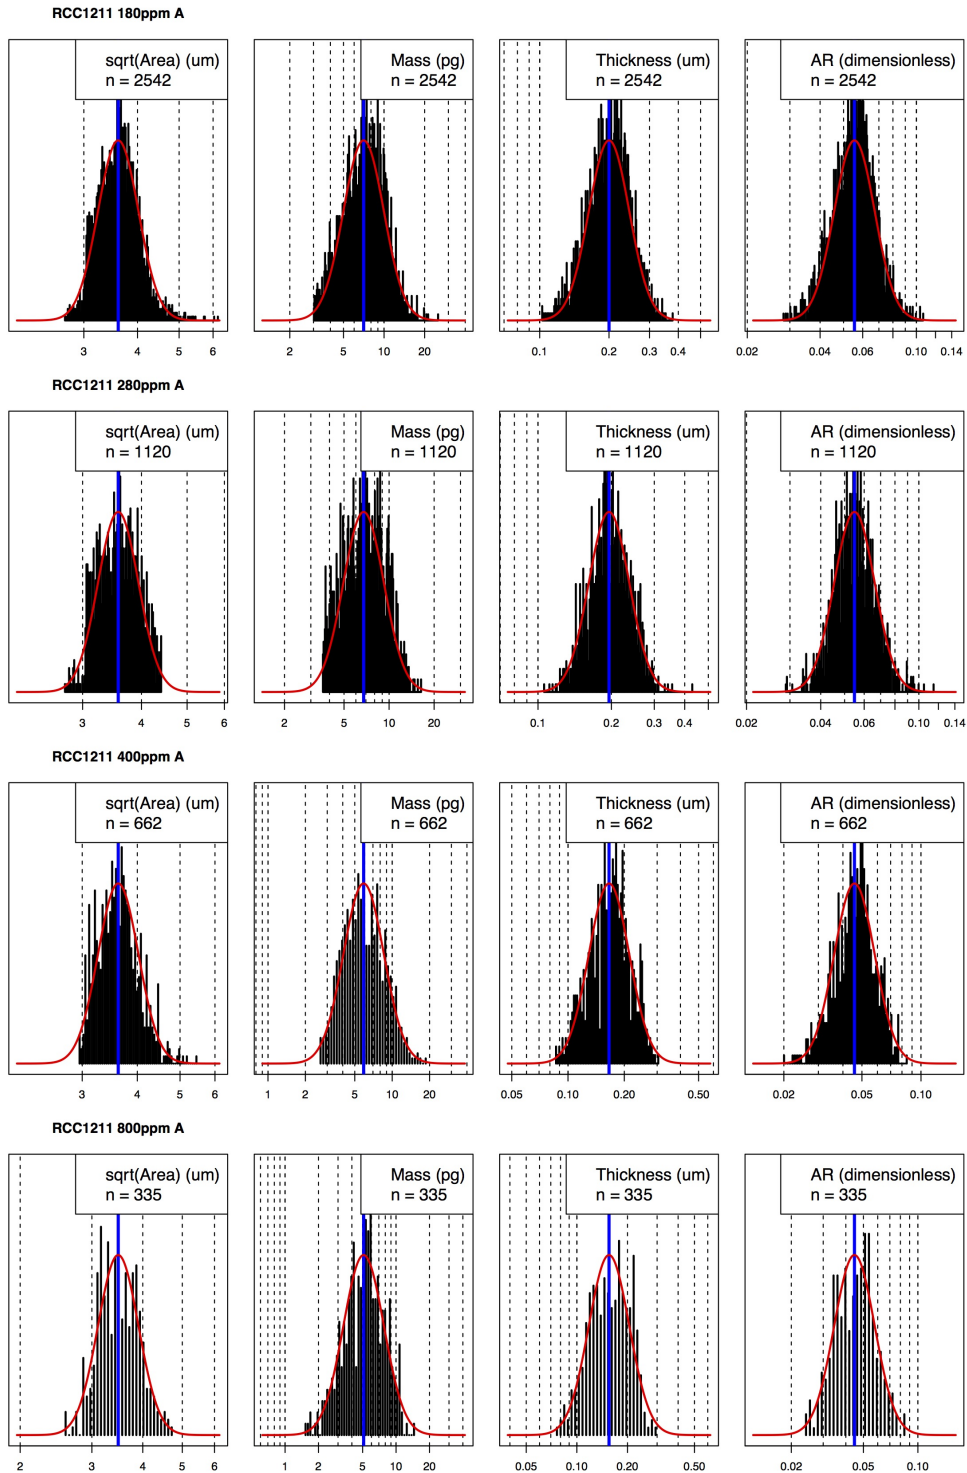 RCC1211 180ppm A
sqrt(Area) (um)
n = 2542
Mass (pg)
n = 2542
Thickness (um)
n = 2542
AR (dimensionless)
n = 2542
3 4 5 6
2 5 10 20
0.1 0.2 0.3 0.4
0.02 0.04 0.06 0.10 0.14
RCC1211 280ppm A
sqrt(Area) (um)
n = 1120
Mass (pg)
n = 1120
Thickness (um)
n = 1120
AR (dimensionless)
n = 1120
3 4 5 6
2 5 10 20
0.1 0.2 0.3 0.4
0.02 0.04 0.06 0.10 0.14
RCC1211 400ppm A
sqrt(Area) (um)
n = 662
Mass (pg)
n = 662
Thickness (um)
n = 662
AR (dimensionless)
n = 662
3 4 5 6
1 2 5 10 20
0.05 0.10 0.20 0.50
0.02 0.05 0.10
RCC1211 800ppm A
sqrt(Area) (um)
n = 335
Mass (pg)
n = 335
Thickness (um)
n = 335
AR (dimensionless)
n = 335
2 3 4 5 6
1 2 5 10 20
0.05 0.10 0.20 0.50
0.02 0.05 0.10